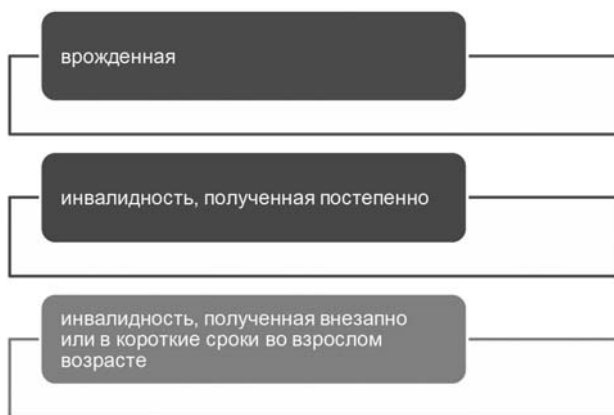 врожденная
инвалидность, полученная постепенно
инвалидность, полученная внезапно
или в короткие сроки во взрослом
возрасте